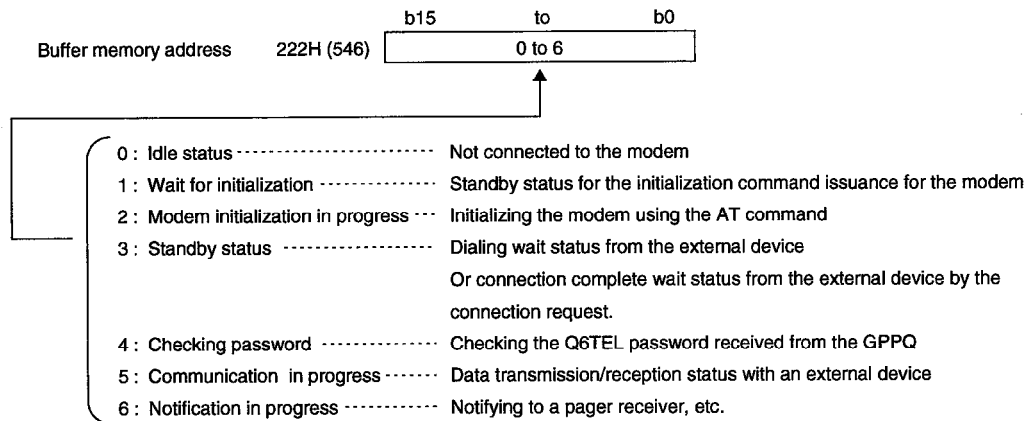 b15 to b0
Buffer memory address 222H (546) 0 to 6
0 : Idle status ························ Not connected to the modem
1 : Wait for initialization ·············· Standby status for the initialization command issuance for the modem
2 : Modem initialization in progress ··· Initializing the modem using the AT command
3 : Standby status ·················· Dialing wait status from the external device
Or connection complete wait status from the external device by the
connection request.
4 : Checking password ·············· Checking the Q6TEL password received from the GPPQ
5 : Communication in progress ······· Data transmission/reception status with an external device
6 : Notification in progress ··········· Notifying to a pager receiver, etc.